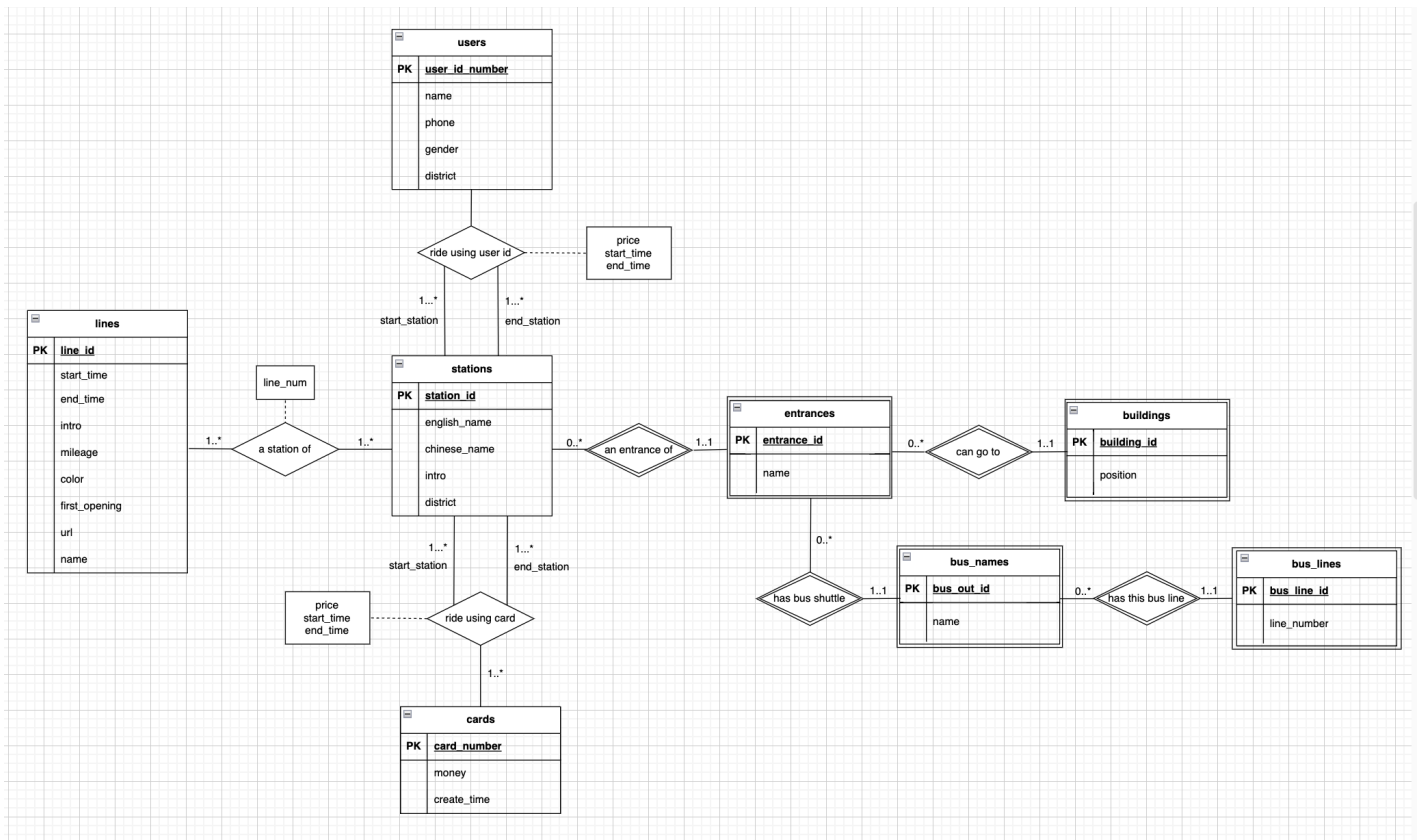 users
PK user_id_number
name
phone
gender
district
ride using user id
price
start_time
end_time
1...*
1...*
start_station
end_station
lines
PK line_id
start_time
end_time
intro
mileage
color
first_opening
url
name
line_num
1..*
a station of
1..*
stations
PK station_id
english_name
chinese_name
intro
district
0..*
an entrance of
1..1
entrances
PK entrance_id
name
0..*
can go to
1..1
buildings
PK building_id
position
0..*
has bus shuttle
1..1
bus_names
PK bus_out_id
name
0..*
has this bus line
1..1
bus_lines
PK bus_line_id
line_number
1...*
1...*
start_station
end_station
price
start_time
end_time
ride using card
1..*
cards
PK card_number
money
create_time